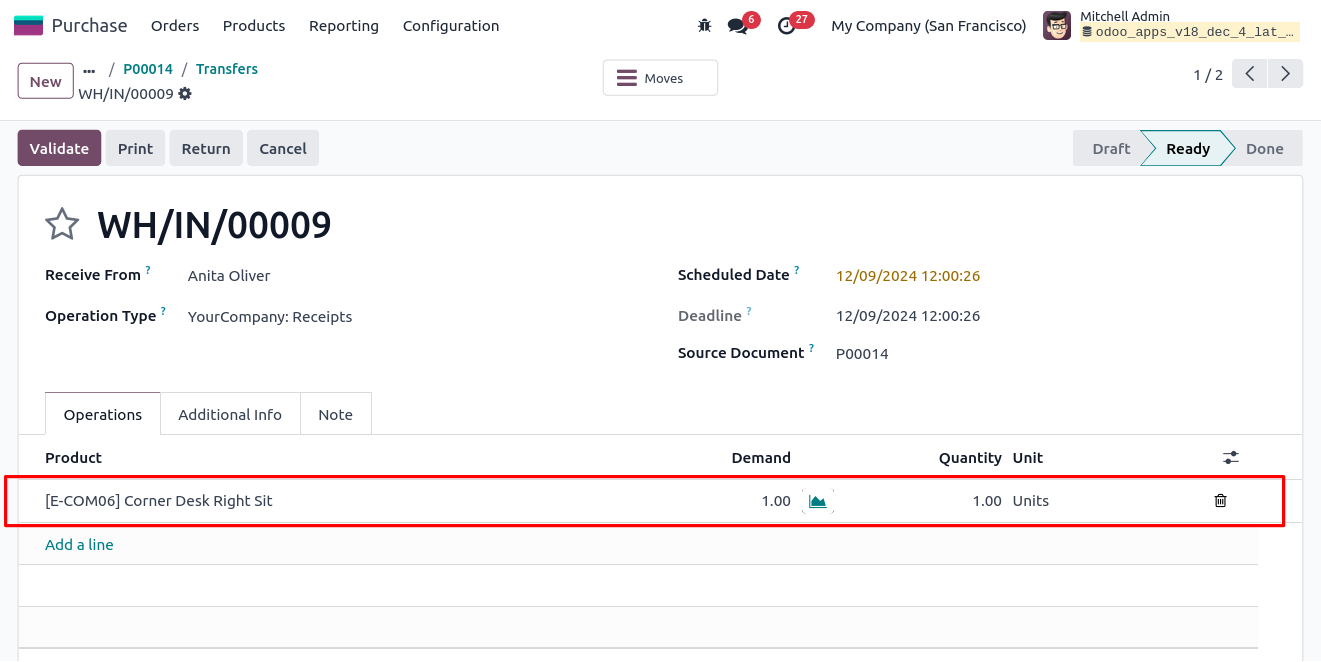 Purchase Orders Products Reporting Configuration 6 27 My Company (San Francisco) Mitchell Admin
odoo_apps_v18_dec_4_lat_…
New … / P00014 / Transfers Moves 1 / 2
WH/IN/00009
Validate Print Return Cancel Draft Ready Done
WH/IN/00009
Receive From ? Anita Oliver Scheduled Date ? 12/09/2024 12:00:26
Operation Type ? YourCompany: Receipts Deadline ? 12/09/2024 12:00:26
Source Document ? P00014
Operations Additional Info Note
Product Demand Quantity Unit
[E-COM06] Corner Desk Right Sit 1.00 1.00 Units
Add a line